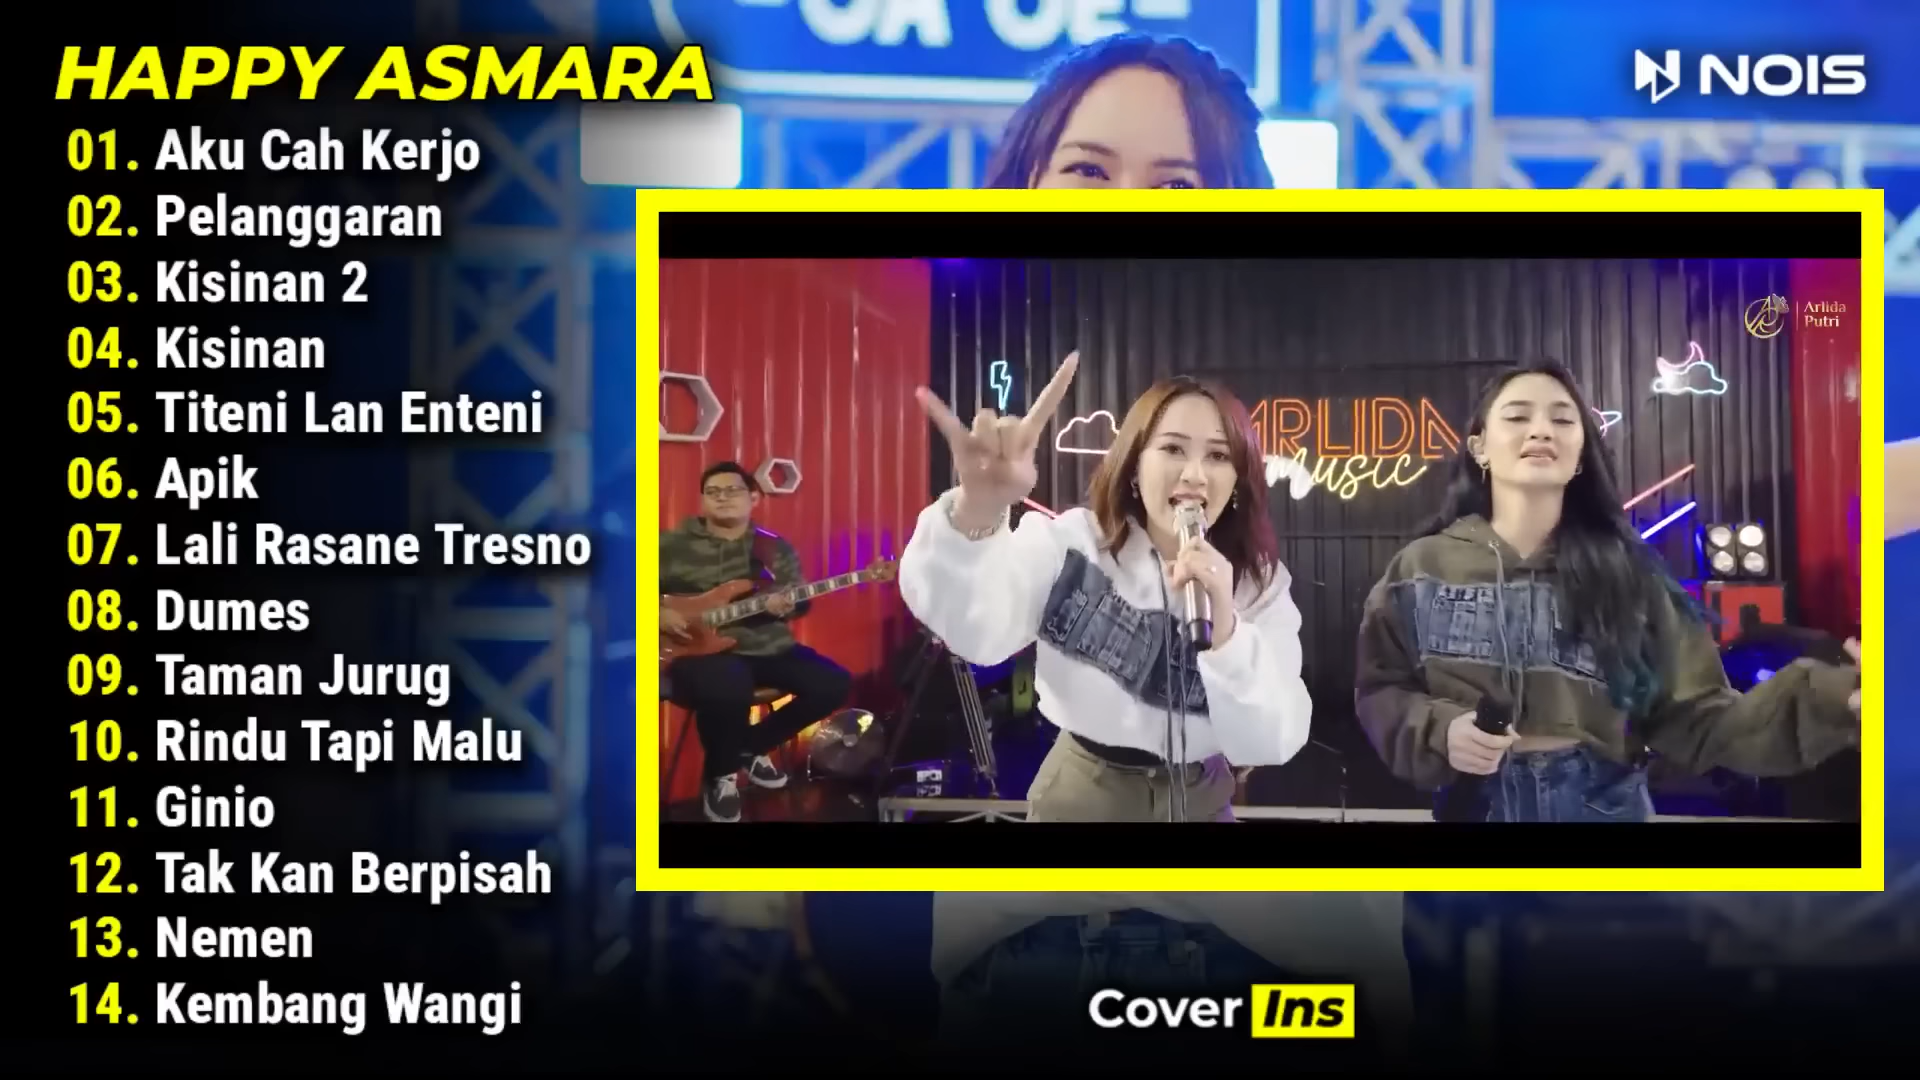 HAPPY ASMARA
NOIS
01. Aku Cah Kerjo
02. Pelanggaran
03. Kisinan 2
04. Kisinan
05. Titeni Lan Enteni
06. Apik
07. Lali Rasane Tresno
08. Dumes
09. Taman Jurug
10. Rindu Tapi Malu
11. Ginio
12. Tak Kan Berpisah
13. Nemen
14. Kembang Wangi
Arlida
Putri
ARLIDA
music
Cover Ins